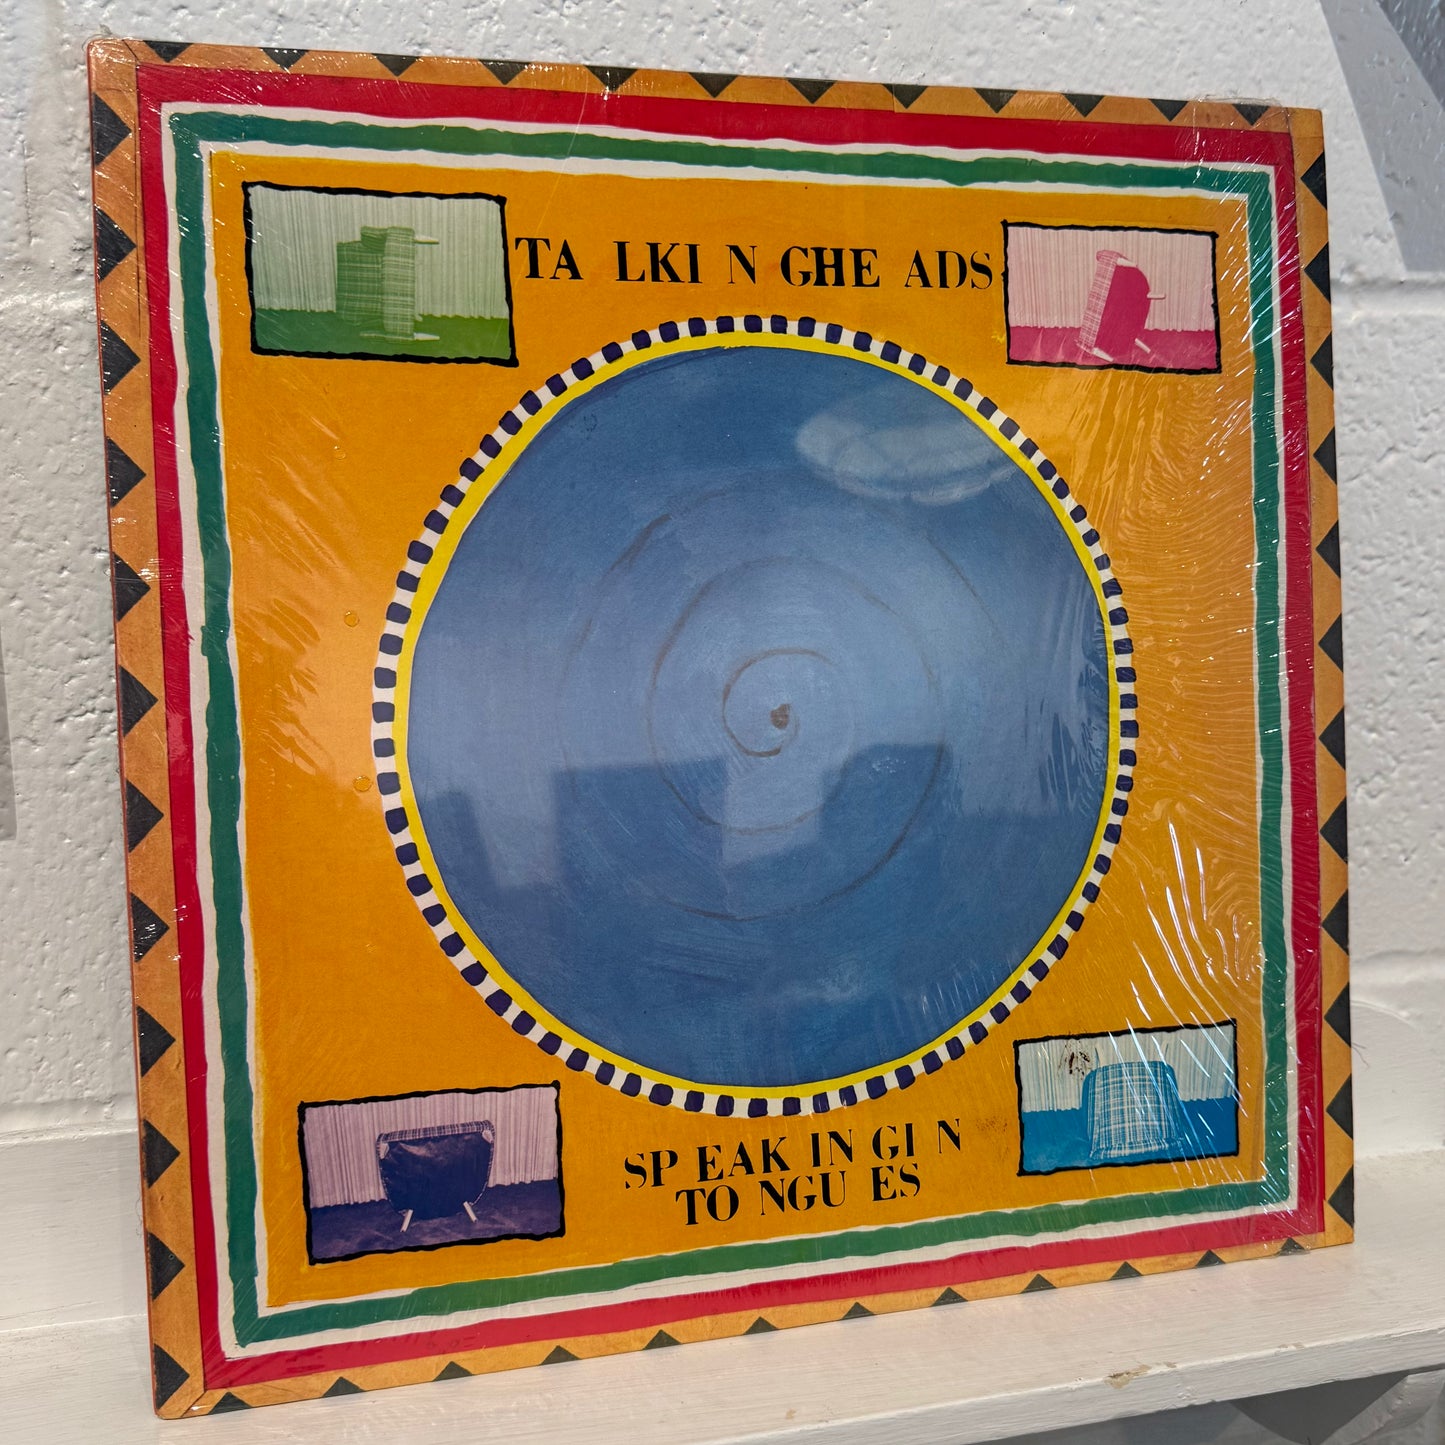 TA LKI N GHE ADS
SP EAK IN GI N
TO NGU ES